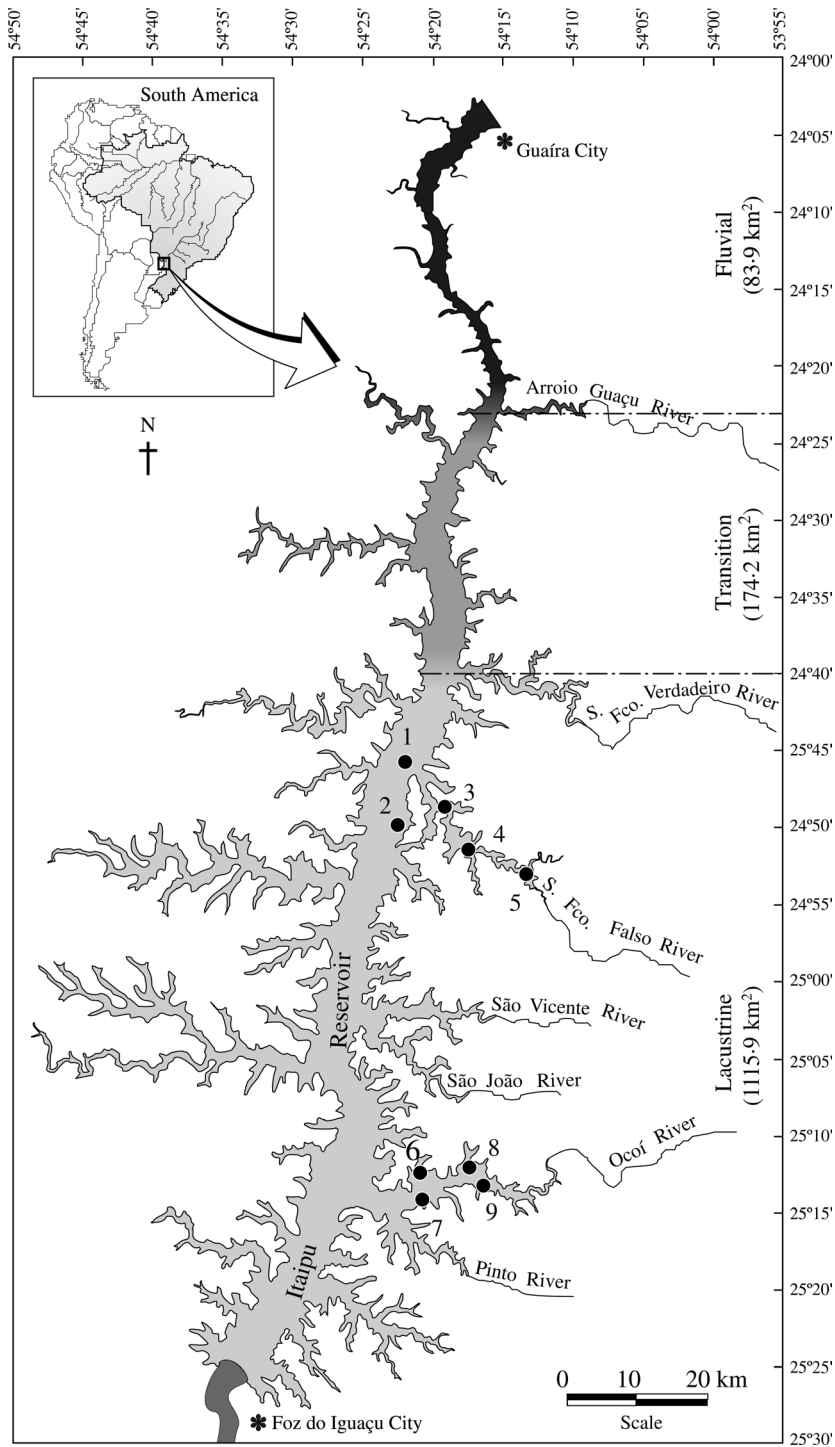 54°50'
54°40'
54°35'
54°30'
54°25'
54°20'
54°15'
54°10'
54°00'
53°55'
24°00'
South America
24°05'
Guaíra City
24°10'
Fluvial
(83·9 km²)
24°15'
24°20'
Arroio Guaçu River
N
24°25'
24°30'
Transition
(174·2 km²)
24°35'
24°40'
S. Fco. Verdadeiro River
1
25°45'
3
2
24°50'
4
5
S. Fco. Falso River
24°55'
25°00'
Reservoir
São Vicente River
Lacustrine
(1115·9 km²)
25°05'
São João River
25°10'
Ocoí River
6
8
9
7
25°15'
Itaipu
Pinto River
25°20'
0 10 20 km
Scale
25°25'
Foz do Iguaçu City
25°30'